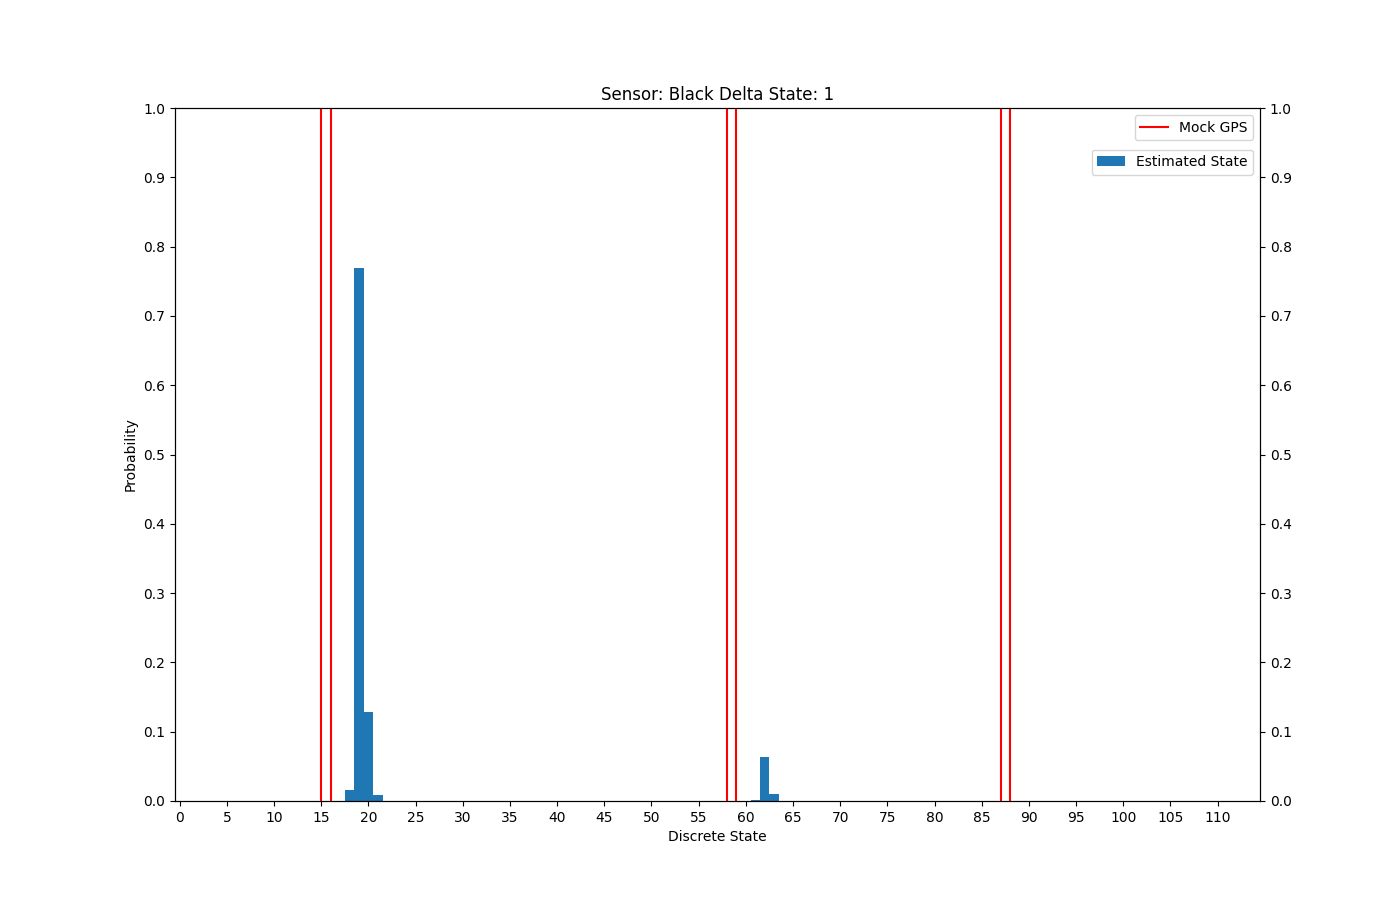 Sensor: Black Delta State: 1
1.0 1.0
Mock GPS
Estimated State
0.9 0.9
0.8 0.8
0.7 0.7
0.6 0.6
0.5 0.5
Probability
0.4 0.4
0.3 0.3
0.2 0.2
0.1 0.1
0.0 0.0
0 5 10 15 20 25 30 35 40 45 50 55 60 65 70 75 80 85 90 95 100 105 110
Discrete State